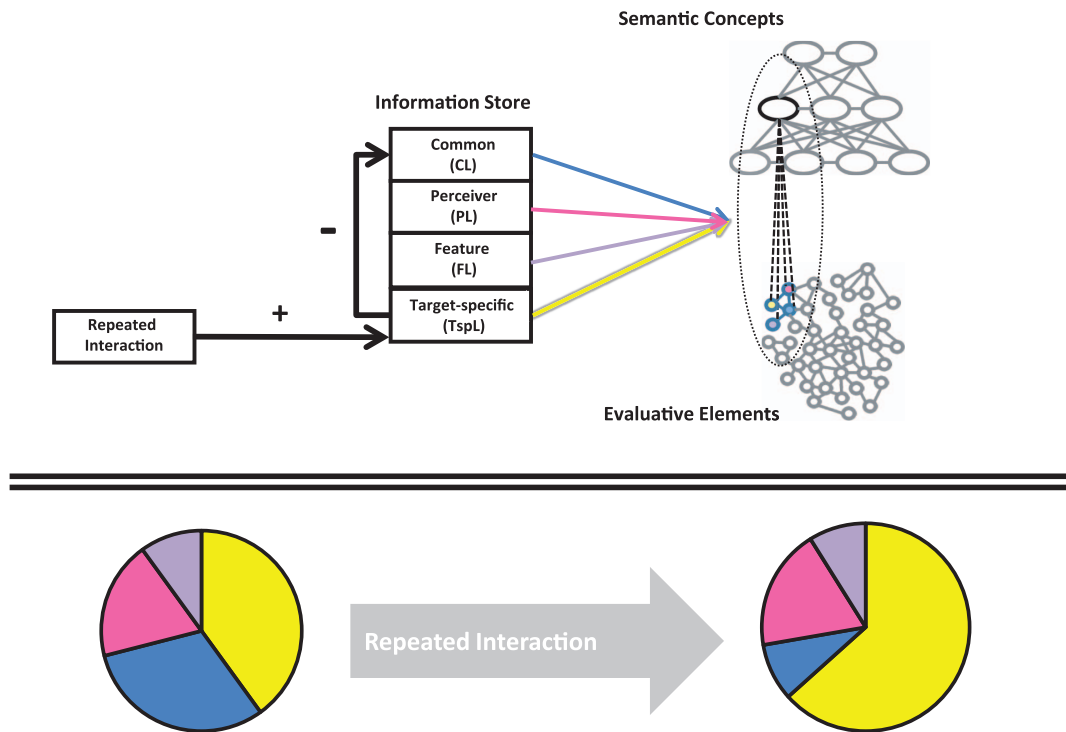 Semantic Concepts
Information Store
Common
(CL)
Perceiver
(PL)
Feature
(FL)
Target-specific
(TspL)
-
+
Repeated
Interaction
Evaluative Elements
Repeated Interaction